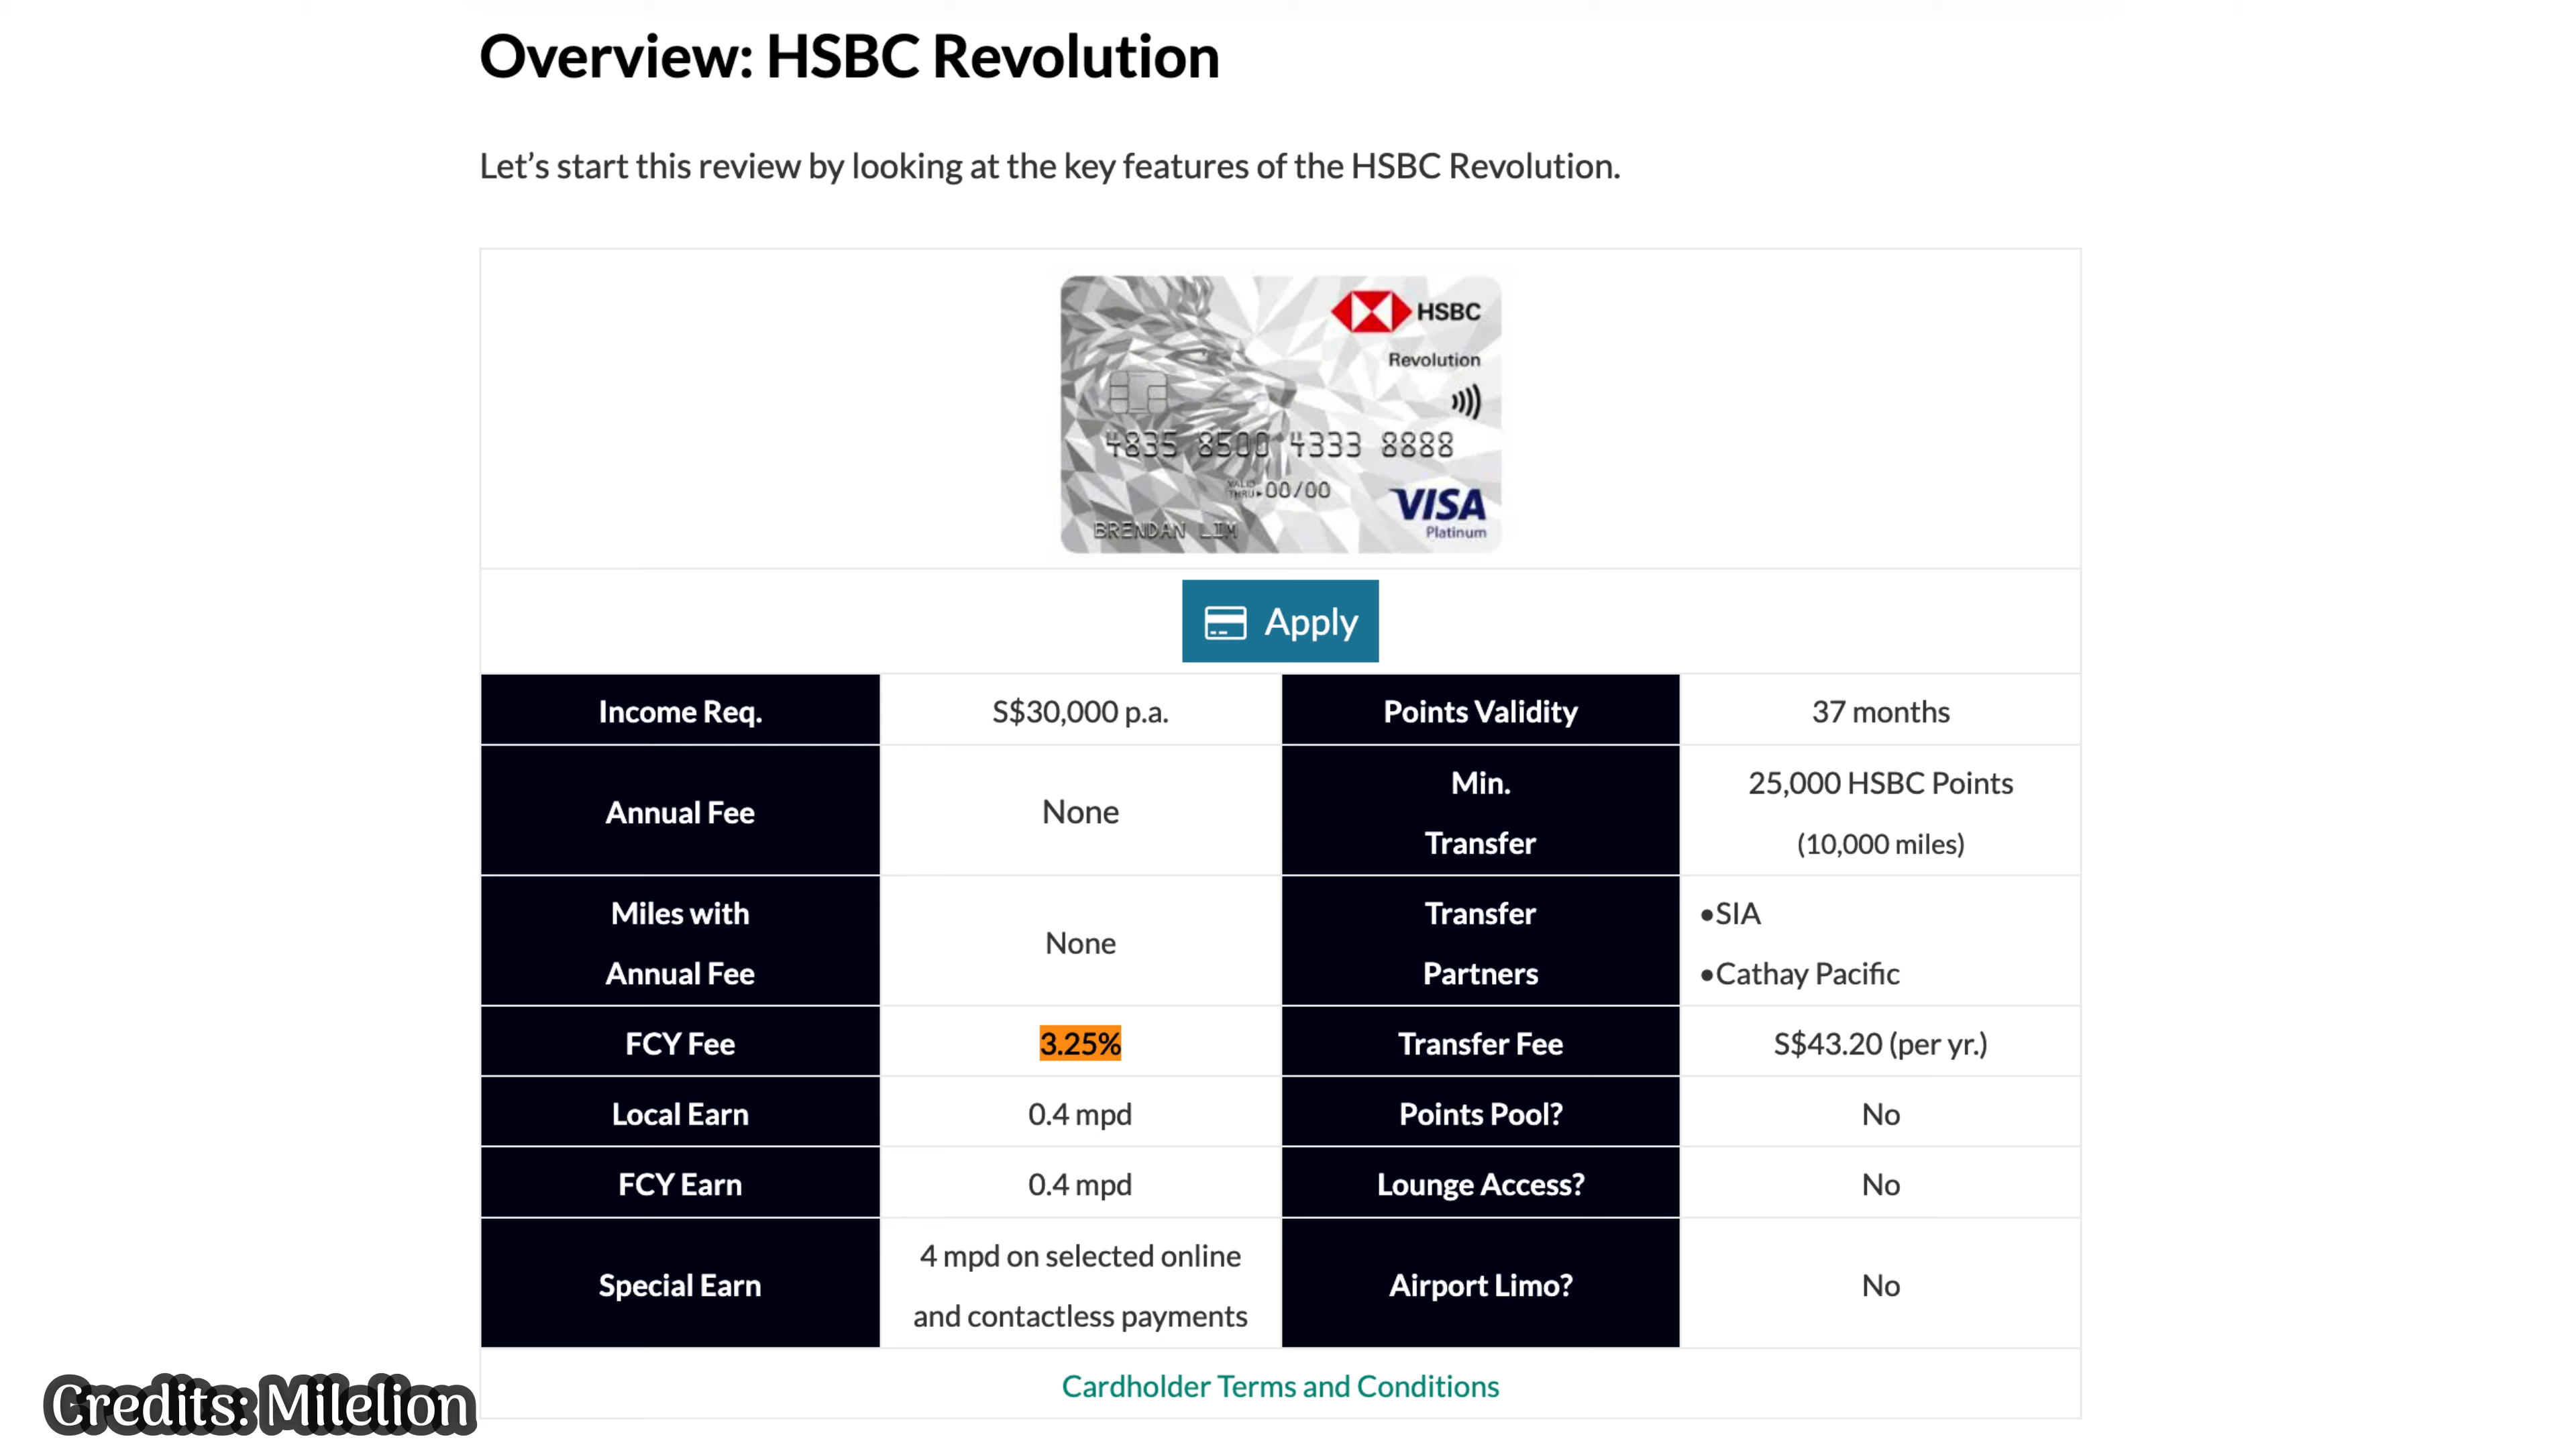 Overview: HSBC Revolution
Let's start this review by looking at the key features of the HSBC Revolution.
HSBC
Revolution
4835 8500 4333 8888
VALID
THRU 00/00
BRENDAN LIM
VISA
Platinum
Apply
Income Req.
S$30,000 p.a.
Points Validity
37 months
Annual Fee
None
Min.
Transfer
25,000 HSBC Points
(10,000 miles)
Miles with
Annual Fee
None
Transfer
Partners
•SIA
•Cathay Pacific
FCY Fee
3.25%
Transfer Fee
S$43.20 (per yr.)
Local Earn
0.4 mpd
Points Pool?
No
FCY Earn
0.4 mpd
Lounge Access?
No
Special Earn
4 mpd on selected online
and contactless payments
Airport Limo?
No
Cardholder Terms and Conditions
Credits: Milelion